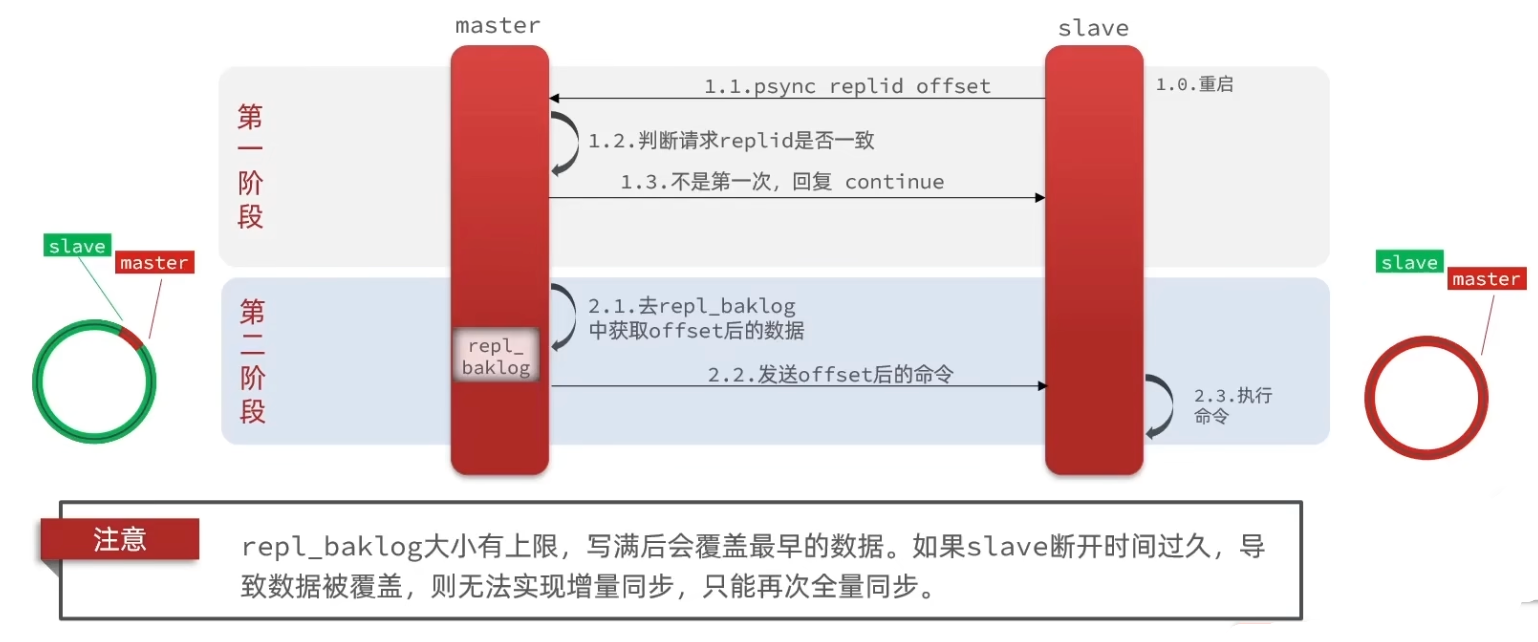 master
slave
第一阶段
1.0.重启
1.1.psync replid offset
1.2.判断请求replid是否一致
1.3.不是第一次，回复 continue
slave
master
第二阶段
2.1.去repl_baklog
中获取offset后的数据
repl_
baklog
2.2.发送offset后的命令
2.3.执行
命令
slave
master
注意
repl_baklog大小有上限，写满后会覆盖最早的数据。如果slave断开时间过久，导
致数据被覆盖，则无法实现增量同步，只能再次全量同步。